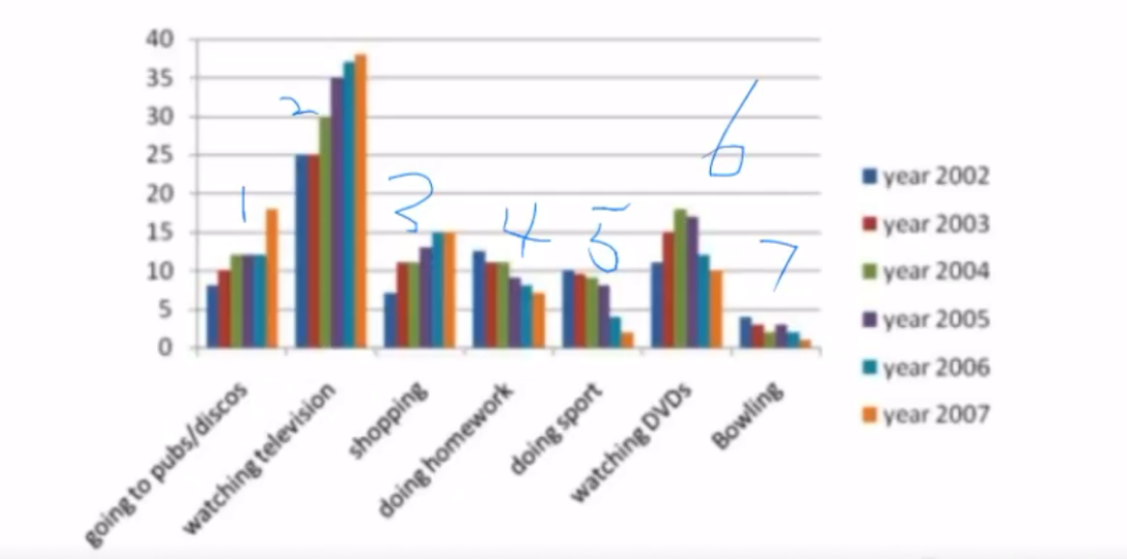 40
35
30
25
20
15
10
5
0
1
2
3
4
5
6
7
going to pubs/discos
watching television
shopping
doing homework
doing sport
watching DVDs
Bowling
year 2002
year 2003
year 2004
year 2005
year 2006
year 2007